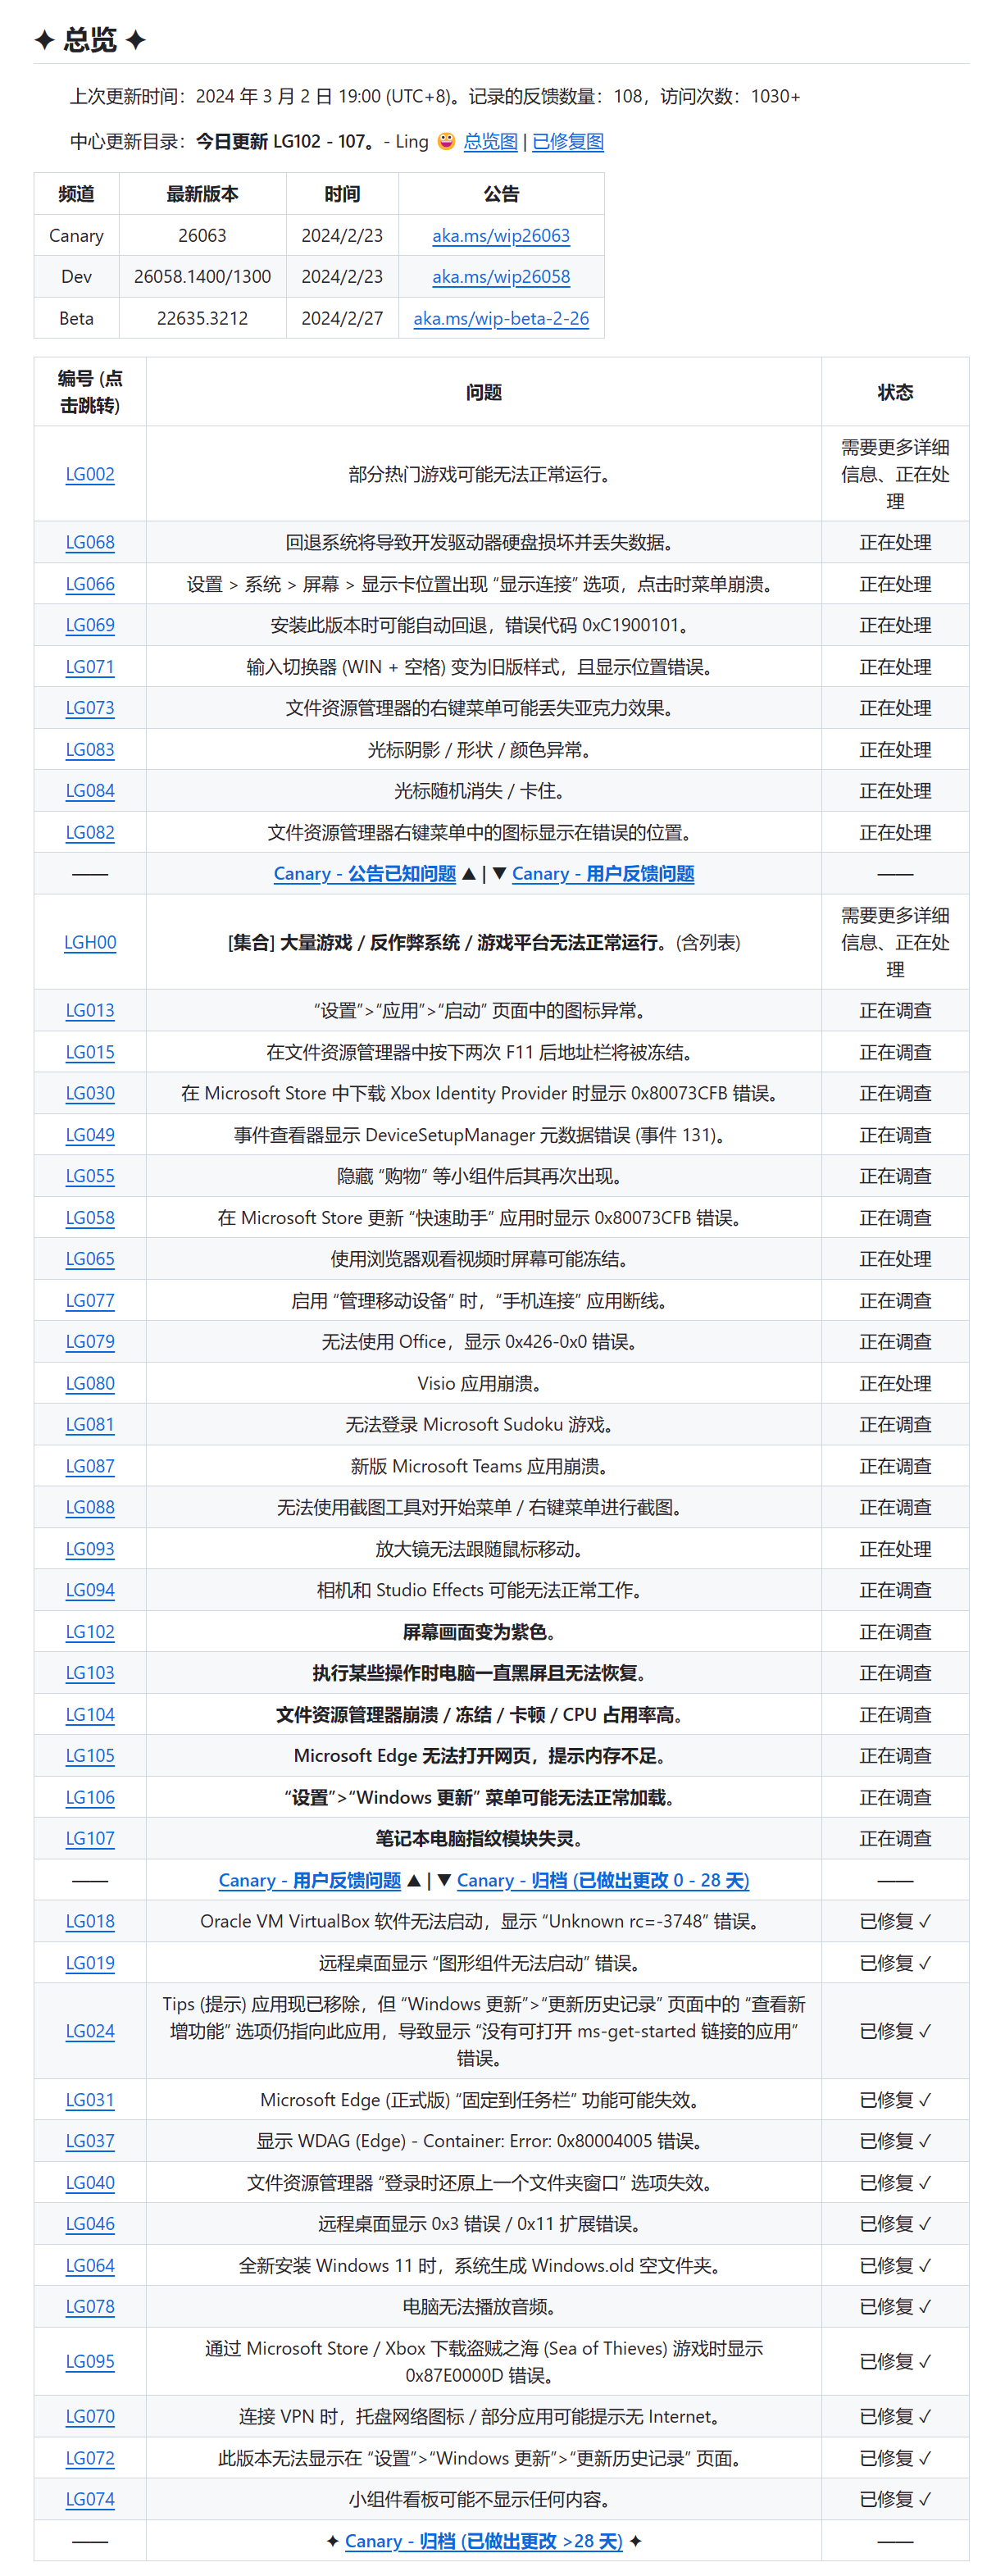 ✦ 总览 ✦
上次更新时间：2024 年 3 月 2 日 19:00 (UTC+8)。记录的反馈数量：108，访问次数：1030+
中心更新目录：今日更新 LG102 - 107。- Ling 😀 总览图 | 已修复图
频道 最新版本 时间 公告
Canary 26063 2024/2/23 aka.ms/wip26063
Dev 26058.1400/1300 2024/2/23 aka.ms/wip26058
Beta 22635.3212 2024/2/27 aka.ms/wip-beta-2-26
编号 (点
击跳转)
问题 状态
LG002 部分热门游戏可能无法正常运行。 需要更多详细
信息、正在处
理
LG068 回退系统将导致开发驱动器硬盘损坏并丢失数据。 正在处理
LG066 设置 > 系统 > 屏幕 > 显示卡位置出现 “显示连接” 选项，点击时菜单崩溃。 正在处理
LG069 安装此版本时可能自动回退，错误代码 0xC1900101。 正在处理
LG071 输入切换器 (WIN + 空格) 变为旧版样式，且显示位置错误。 正在处理
LG073 文件资源管理器的右键菜单可能丢失亚克力效果。 正在处理
LG083 光标阴影 / 形状 / 颜色异常。 正在处理
LG084 光标随机消失 / 卡住。 正在处理
LG082 文件资源管理器右键菜单中的图标显示在错误的位置。 正在处理
—— Canary - 公告已知问题 ▲ | ▼ Canary - 用户反馈问题 ——
LGH00 [集合] 大量游戏 / 反作弊系统 / 游戏平台无法正常运行。(含列表) 需要更多详细
信息、正在处
理
LG013 “设置”>“应用”>“启动” 页面中的图标异常。 正在调查
LG015 在文件资源管理器中按下两次 F11 后地址栏将被冻结。 正在调查
LG030 在 Microsoft Store 中下载 Xbox Identity Provider 时显示 0x80073CFB 错误。 正在调查
LG049 事件查看器显示 DeviceSetupManager 元数据错误 (事件 131)。 正在调查
LG055 隐藏 “购物” 等小组件后其再次出现。 正在调查
LG058 在 Microsoft Store 更新 “快速助手” 应用时显示 0x80073CFB 错误。 正在调查
LG065 使用浏览器观看视频时屏幕可能冻结。 正在处理
LG077 启用 “管理移动设备” 时，“手机连接” 应用断线。 正在调查
LG079 无法使用 Office，显示 0x426-0x0 错误。 正在调查
LG080 Visio 应用崩溃。 正在处理
LG081 无法登录 Microsoft Sudoku 游戏。 正在调查
LG087 新版 Microsoft Teams 应用崩溃。 正在调查
LG088 无法使用截图工具对开始菜单 / 右键菜单进行截图。 正在调查
LG093 放大镜无法跟随鼠标移动。 正在处理
LG094 相机和 Studio Effects 可能无法正常工作。 正在调查
LG102 屏幕画面变为紫色。 正在调查
LG103 执行某些操作时电脑一直黑屏且无法恢复。 正在调查
LG104 文件资源管理器崩溃 / 冻结 / 卡顿 / CPU 占用率高。 正在调查
LG105 Microsoft Edge 无法打开网页，提示内存不足。 正在调查
LG106 “设置”>“Windows 更新” 菜单可能无法正常加载。 正在调查
LG107 笔记本电脑指纹模块失灵。 正在调查
—— Canary - 用户反馈问题 ▲ | ▼ Canary - 归档 (已做出更改 0 - 28 天) ——
LG018 Oracle VM VirtualBox 软件无法启动，显示 “Unknown rc=-3748” 错误。 已修复 ✓
LG019 远程桌面显示 “图形组件无法启动” 错误。 已修复 ✓
LG024 Tips (提示) 应用现已移除，但 “Windows 更新”>“更新历史记录” 页面中的 “查看新
增功能” 选项仍指向此应用，导致显示 “没有可打开 ms-get-started 链接的应用”
错误。 已修复 ✓
LG031 Microsoft Edge (正式版) “固定到任务栏” 功能可能失效。 已修复 ✓
LG037 显示 WDAG (Edge) - Container: Error: 0x80004005 错误。 已修复 ✓
LG040 文件资源管理器 “登录时还原上一个文件夹窗口” 选项失效。 已修复 ✓
LG046 远程桌面显示 0x3 错误 / 0x11 扩展错误。 已修复 ✓
LG064 全新安装 Windows 11 时，系统生成 Windows.old 空文件夹。 已修复 ✓
LG078 电脑无法播放音频。 已修复 ✓
LG095 通过 Microsoft Store / Xbox 下载盗贼之海 (Sea of Thieves) 游戏时显示
0x87E0000D 错误。 已修复 ✓
LG070 连接 VPN 时，托盘网络图标 / 部分应用可能提示无 Internet。 已修复 ✓
LG072 此版本无法显示在 “设置”>“Windows 更新”>“更新历史记录” 页面。 已修复 ✓
LG074 小组件看板可能不显示任何内容。 已修复 ✓
—— ✦ Canary - 归档 (已做出更改 >28 天) ✦ ——